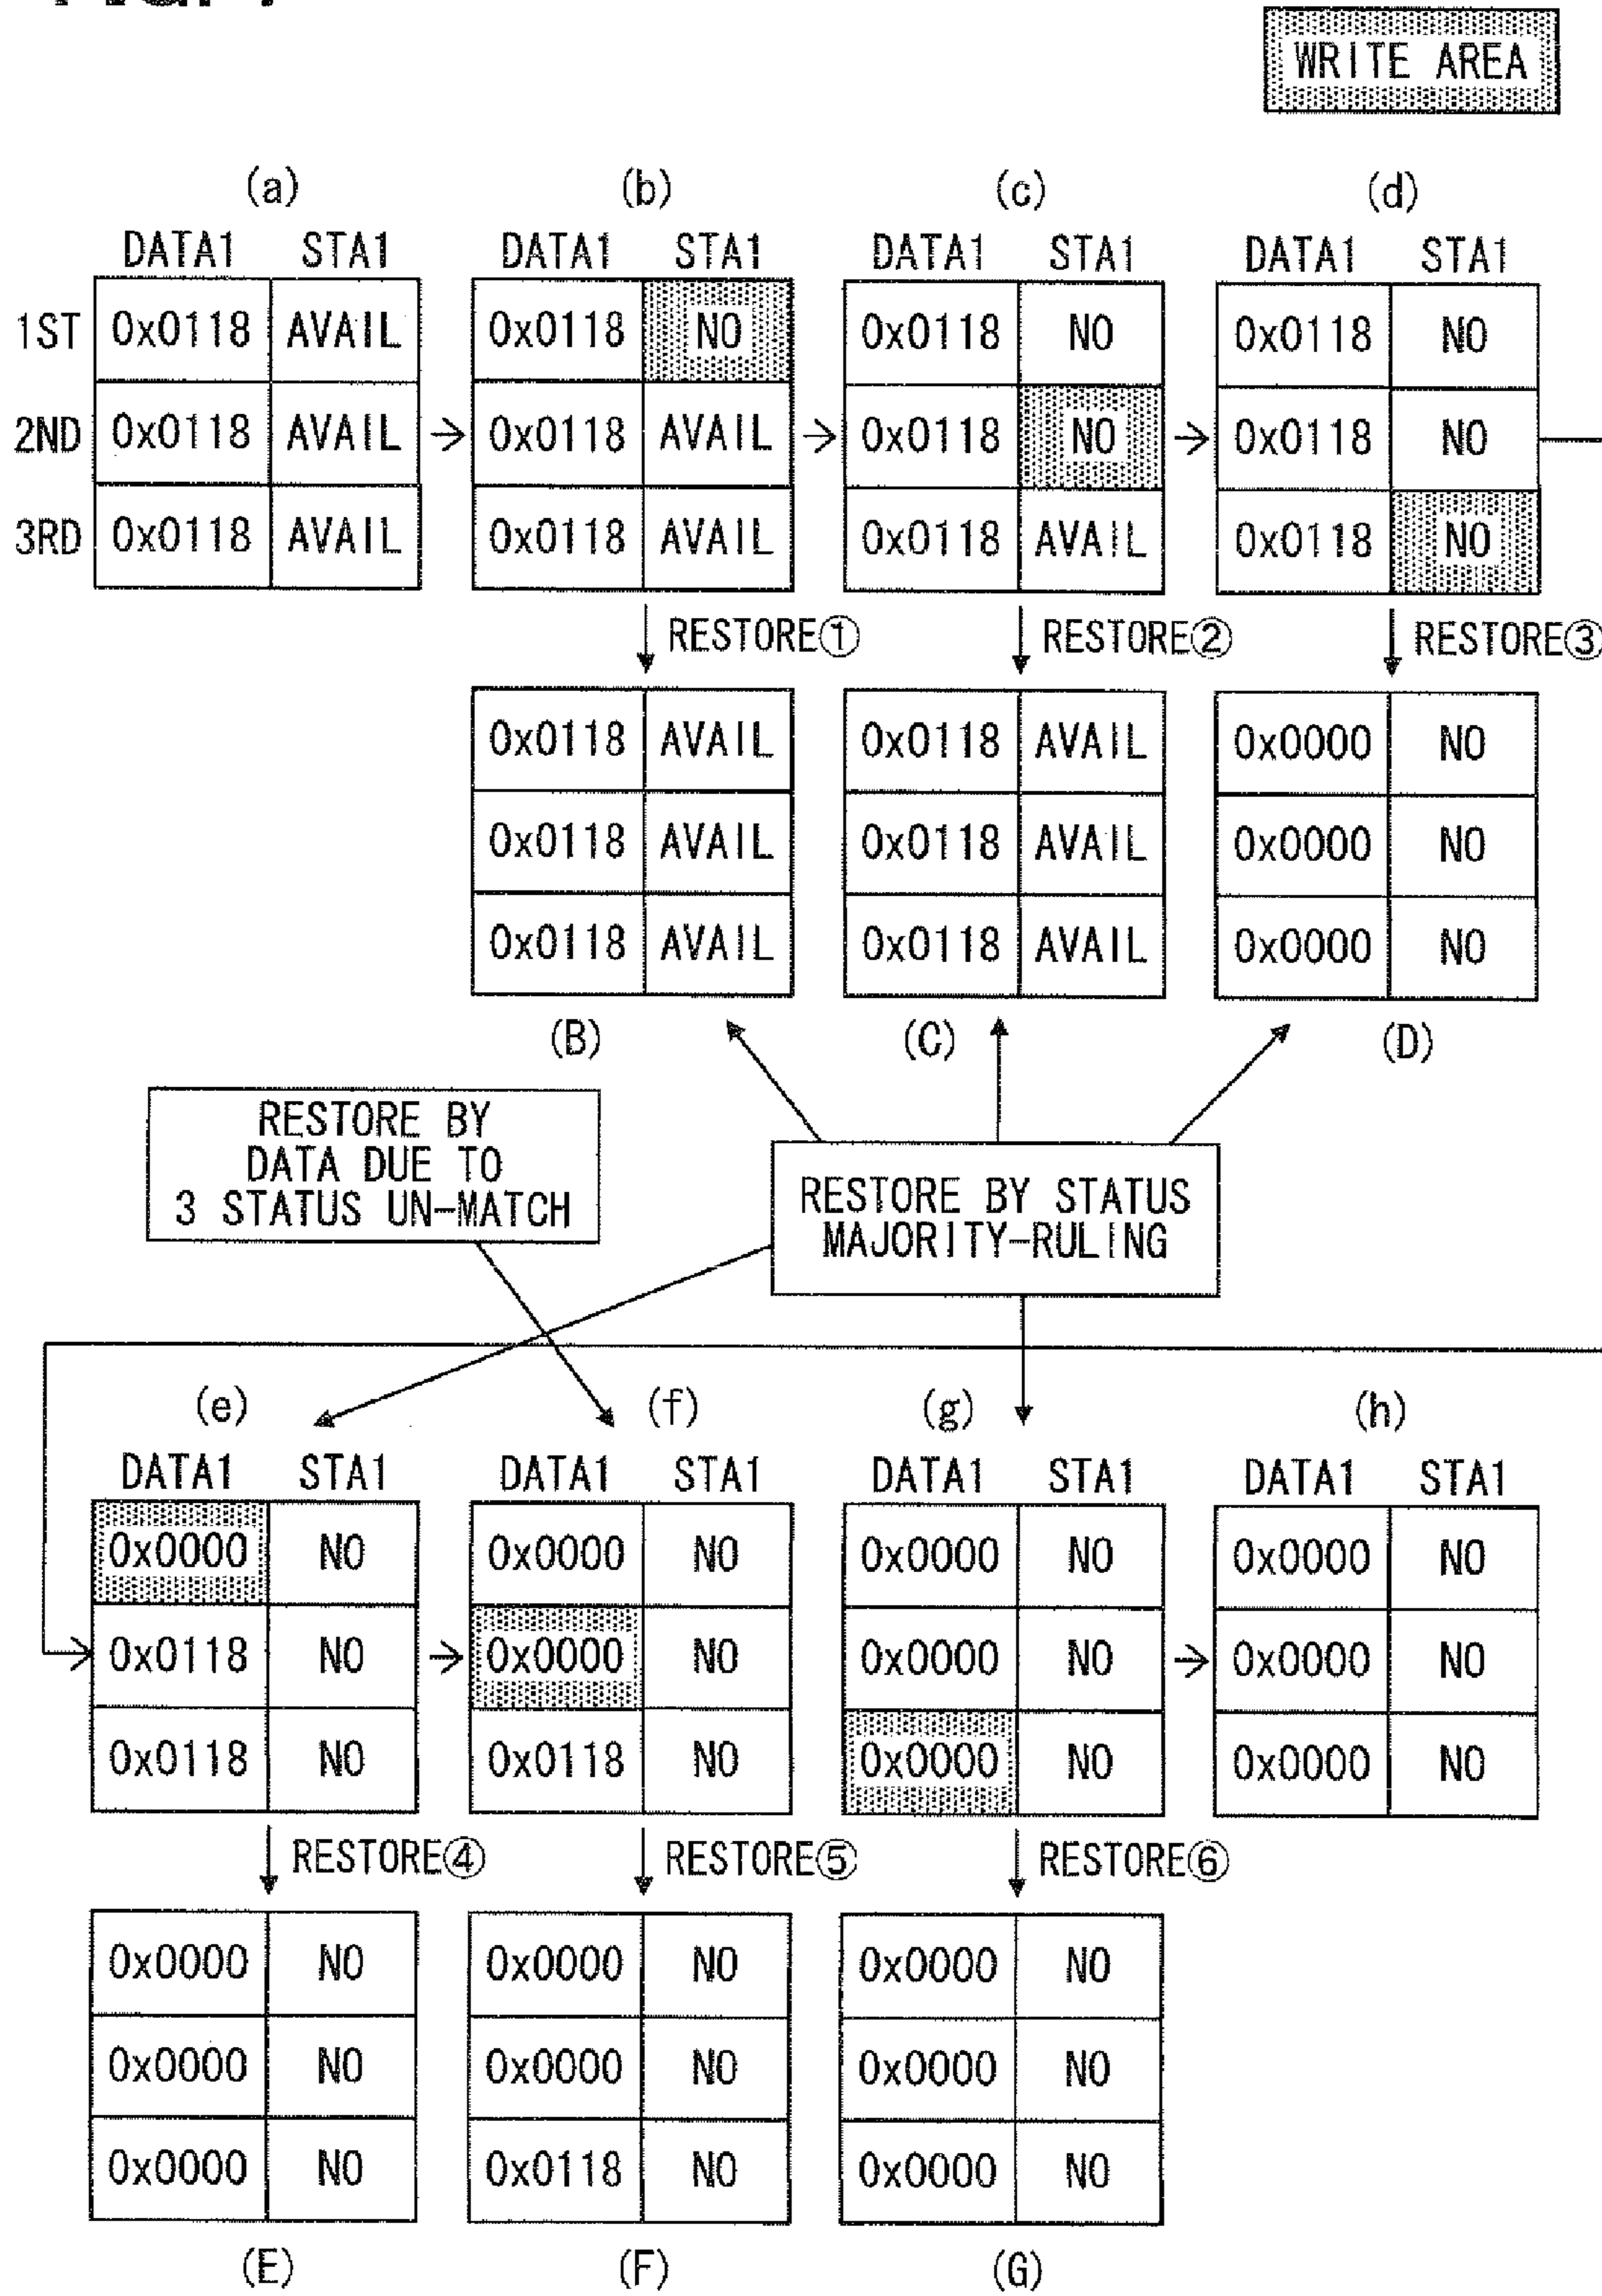 WRITE AREA
(a) (b) (c) (d)
DATA1 STA1 DATA1 STA1 DATA1 STA1 DATA1 STA1
1ST 0x0118 AVAIL 0x0118 NO 0x0118 NO 0x0118 NO
2ND 0x0118 AVAIL 0x0118 AVAIL 0x0118 NO 0x0118 NO
3RD 0x0118 AVAIL 0x0118 AVAIL 0x0118 AVAIL 0x0118 NO
RESTORE① RESTORE② RESTORE③
0x0118 AVAIL 0x0118 AVAIL 0x0000 NO
0x0118 AVAIL 0x0118 AVAIL 0x0000 NO
0x0118 AVAIL 0x0118 AVAIL 0x0000 NO
(B) (C) (D)
RESTORE BY
DATA DUE TO
3 STATUS UN-MATCH
RESTORE BY STATUS
MAJORITY-RULING
(e) (f) (g) (h)
DATA1 STA1 DATA1 STA1 DATA1 STA1 DATA1 STA1
0x0000 NO 0x0000 NO 0x0000 NO 0x0000 NO
0x0118 NO 0x0000 NO 0x0000 NO 0x0000 NO
0x0118 NO 0x0118 NO 0x0000 NO 0x0000 NO
RESTORE④ RESTORE⑤ RESTORE⑥
0x0000 NO 0x0000 NO 0x0000 NO
0x0000 NO 0x0000 NO 0x0000 NO
0x0000 NO 0x0118 NO 0x0000 NO
(E) (F) (G)